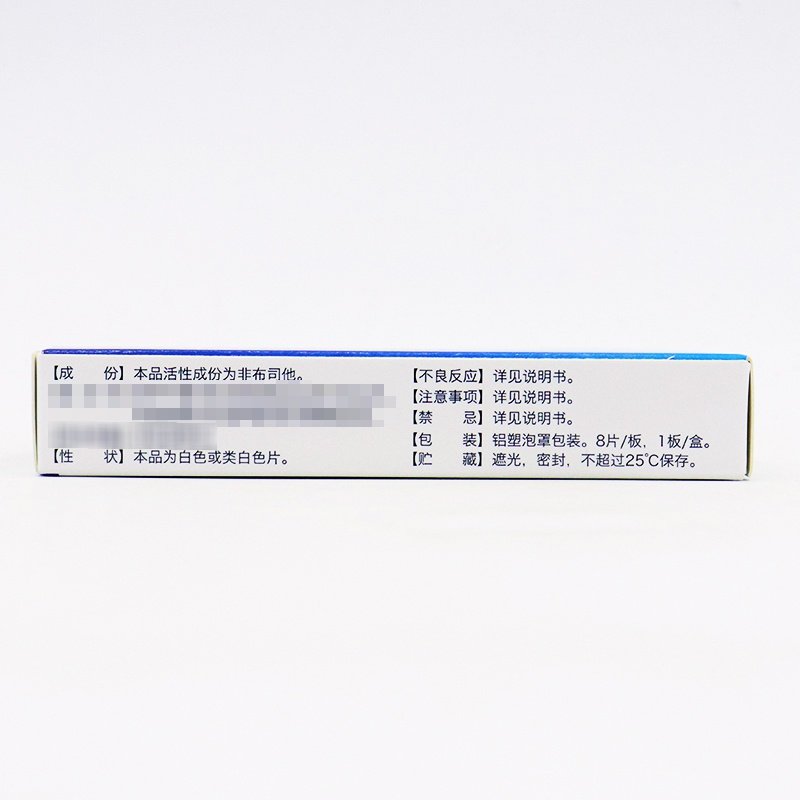 【成　份】本品活性成份为非布司他。
【性　状】本品为白色或类白色片。
【不良反应】详见说明书。
【注意事项】详见说明书。
【禁　忌】详见说明书。
【包　装】铝塑泡罩包装。8片/板，1板/盒。
【贮　藏】遮光，密封，不超过25℃保存。